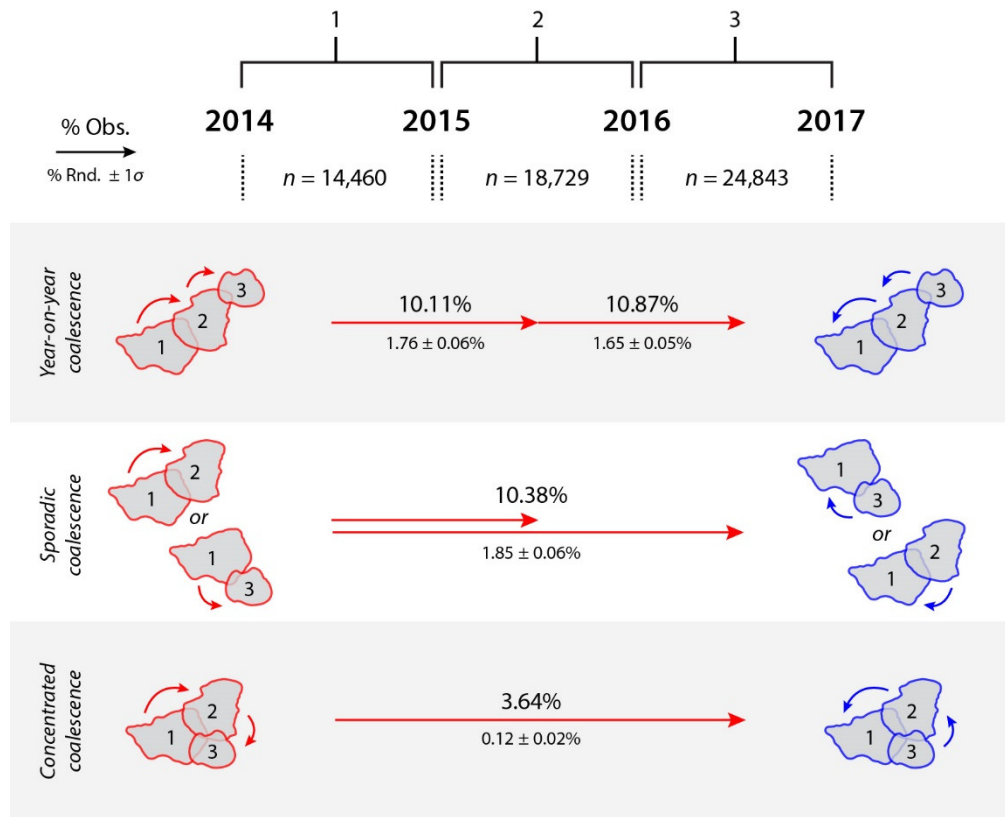 1 2 3
2014 2015 2016 2017
% Obs.
% Rnd. ± 1σ
n = 14,460 n = 18,729 n = 24,843
Year-on-year
coalescence
1 2 3
10.11%
1.76 ± 0.06%
10.87%
1.65 ± 0.05%
1 2 3
Sporadic
coalescence
1 2
or
1 3
10.38%
1.85 ± 0.06%
1 3
or
1 2
Concentrated
coalescence
1 2 3
3.64%
0.12 ± 0.02%
1 2 3